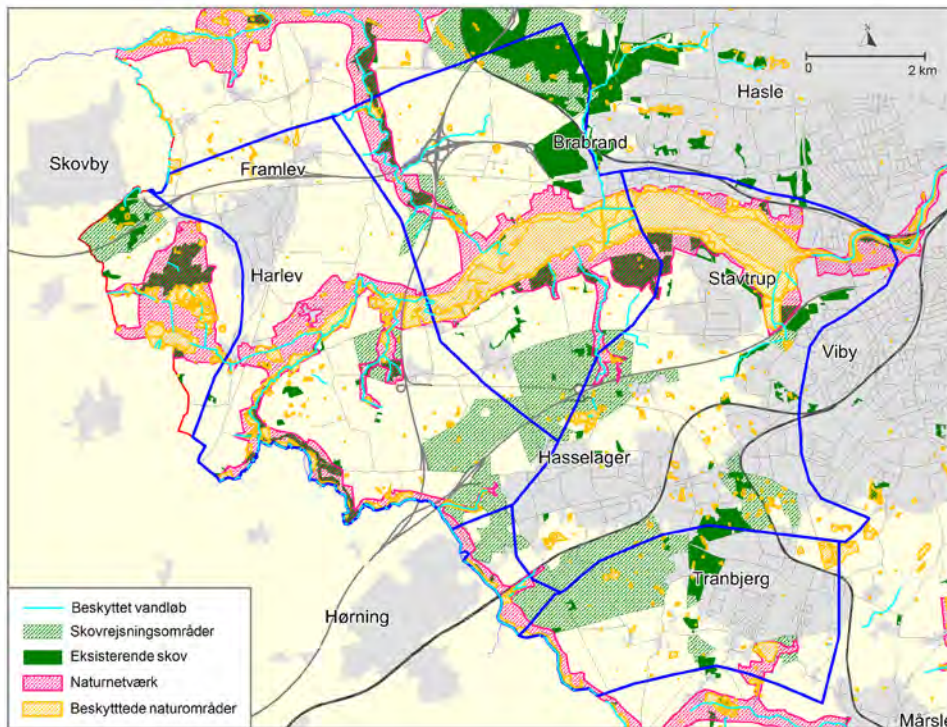 N
0 2 km
Hasle
Brabrand
Skovby
Framlev
Harlev
Stavtrup
Viby
Hasselager
Tranbjerg
Hørning
Beskyttet vandløb
Skovrejsningsområder
Eksisterende skov
Naturnetværk
Beskytttede naturområder
Mårsle